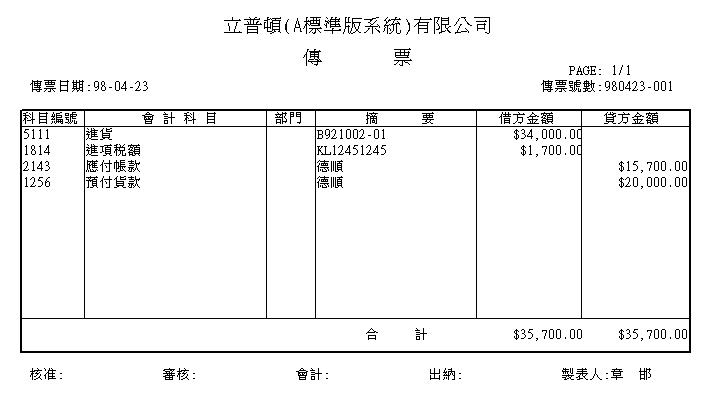 立普頓(A標準版系統)有限公司
傳 票
PAGE: 1/1
傳票日期:98-04-23 傳票號數:980423-001
科目編號 會 計 科 目 部門 摘 要 借方金額 貸方金額
5111 進貨 B921002-01 $34,000.00
1814 進項稅額 KL12451245 $1,700.00
2143 應付帳款 德順 $15,700.00
1256 預付貨款 德順 $20,000.00
合 計 $35,700.00 $35,700.00
核准: 審核: 會計: 出納: 製表人:章 邯